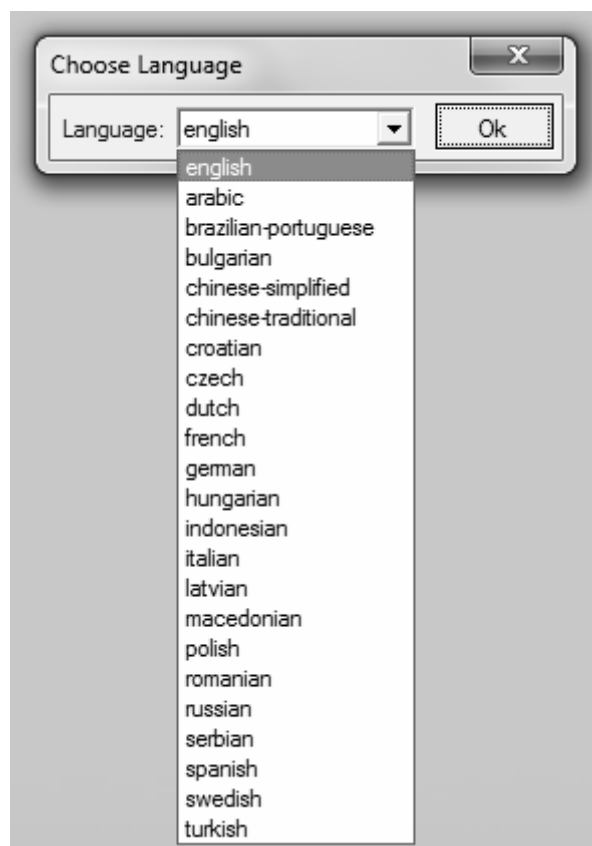 Choose Language
Language: english Ok
english
arabic
brazilian-portuguese
bulgarian
chinese-simplified
chinese-traditional
croatian
czech
dutch
french
german
hungarian
indonesian
italian
latvian
macedonian
polish
romanian
russian
serbian
spanish
swedish
turkish